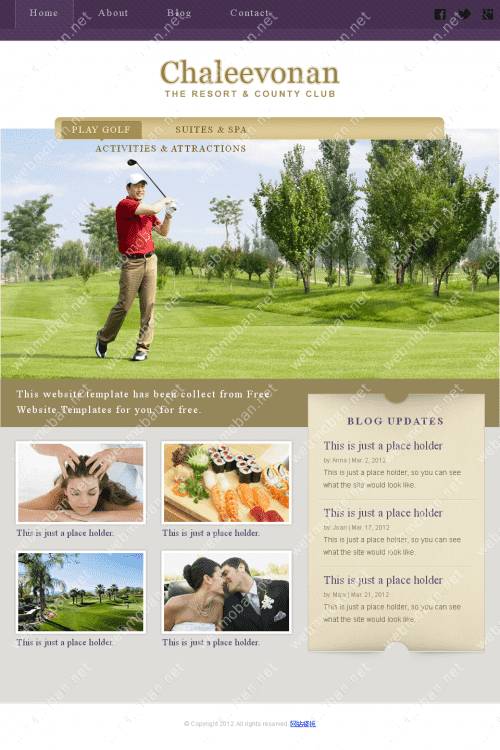 Home About Blog Contact
Chaleevonan
THE RESORT & COUNTY CLUB
PLAY GOLF SUITES & SPA
ACTIVITIES & ATTRACTIONS
This website template has been collect from Free
Website Templates for you, for free.
BLOG UPDATES
This is just a place holder
by: Anna | Mar. 2, 2012
This is just a place holder, so you can see
what the site would look like.
This is just a place holder
by: Joan | Mar. 17, 2012
This is just a place holder, so you can see
what the site would look like.
This is just a place holder
by: Mark | Mar. 21, 2012
This is just a place holder, so you can see
what the site would look like.
This is just a place holder.
This is just a place holder.
This is just a place holder.
This is just a place holder.
© Copyright 2012. All rights reserved. 网站模板
webmoban.net